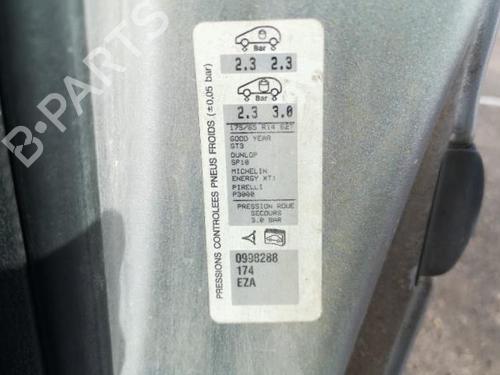 B-PARTS
PRESSIONS CONTROLEES PNEUS FROIDS (±0,05 bar)
Bar
2.3 2.3
Bar
2.3 3.0
175/65 R14 82T
GOOD YEAR
GT3
DUNLOP
SP10
MICHELIN
ENERGY XT1
PIRELLI
P3000
PRESSION ROUE
SECOURS
3.0 BAR
0998288
174
EZA